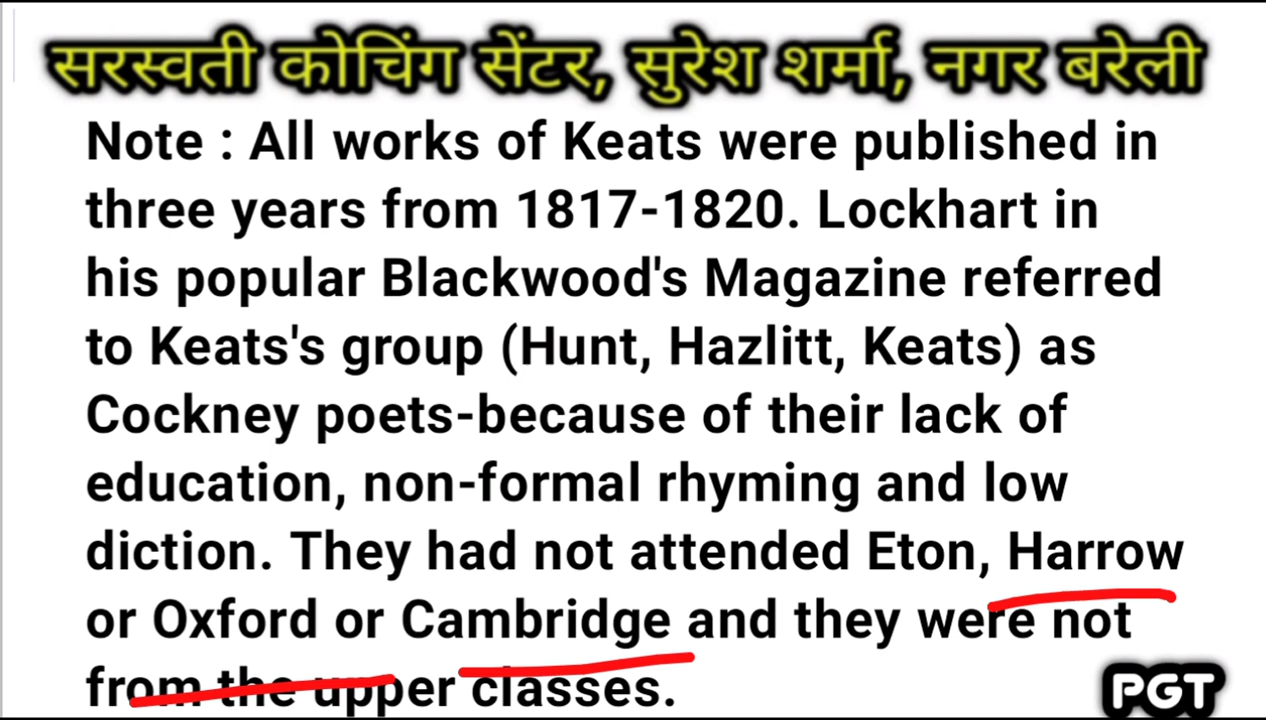 सरस्वती कोचिंग सेंटर, सुरेश शर्मा, नगर बरेली
Note : All works of Keats were published in
three years from 1817-1820. Lockhart in
his popular Blackwood's Magazine referred
to Keats's group (Hunt, Hazlitt, Keats) as
Cockney poets-because of their lack of
education, non-formal rhyming and low
diction. They had not attended Eton, Harrow
or Oxford or Cambridge and they were not
from the upper classes.
PGT